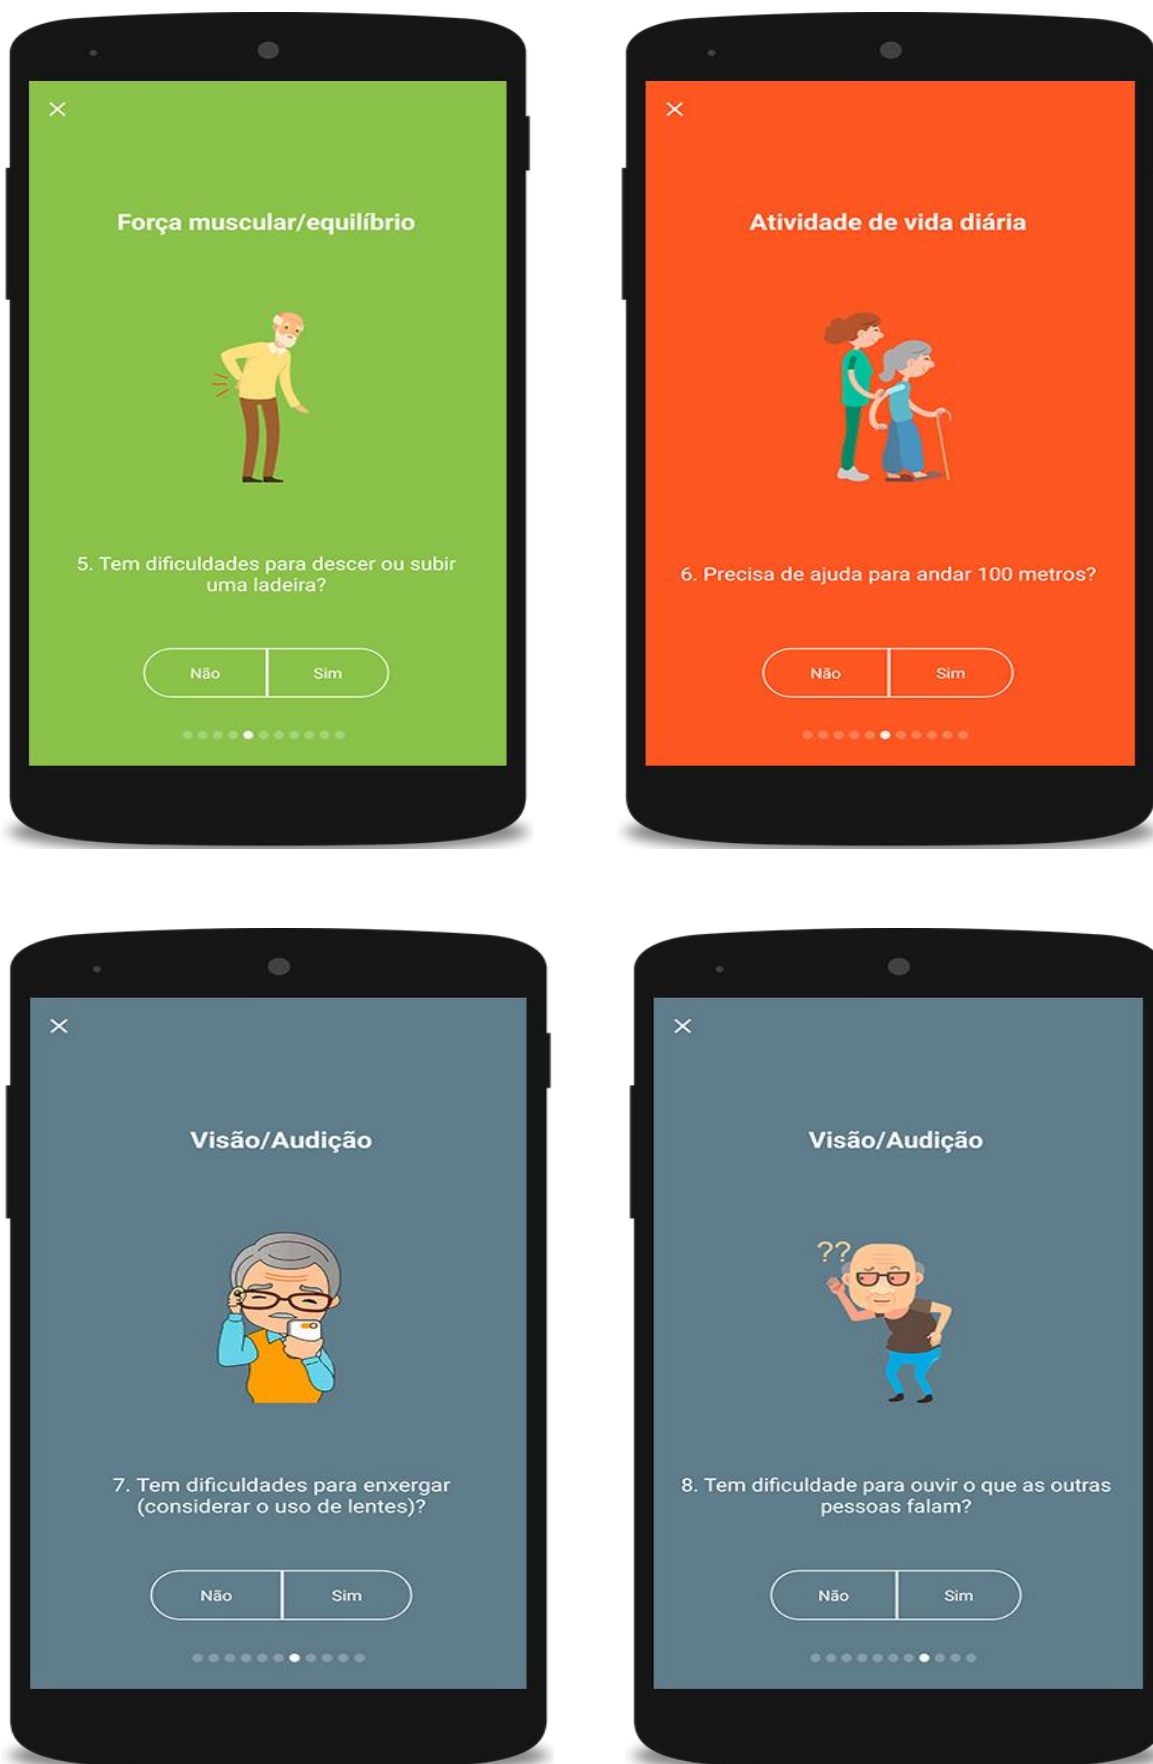 Força muscular/equilíbrio
5. Tem dificuldades para descer ou subir
uma ladeira?
Não Sim
Atividade de vida diária
6. Precisa de ajuda para andar 100 metros?
Não Sim
Visão/Audição
7. Tem dificuldades para enxergar
(considerar o uso de lentes)?
Não Sim
Visão/Audição
??
8. Tem dificuldade para ouvir o que as outras
pessoas falam?
Não Sim